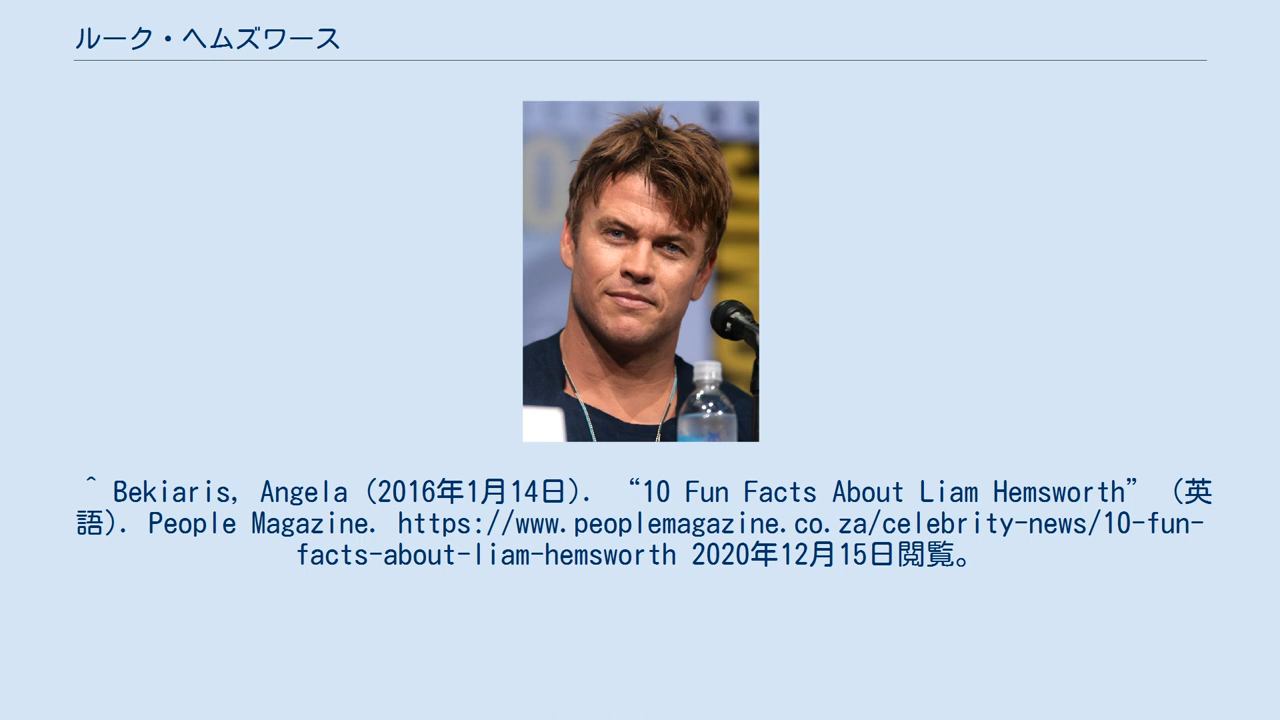 ルーク・ヘムズワース
^ Bekiaris, Angela (2016年1月14日). “10 Fun Facts About Liam Hemsworth” (英
語). People Magazine. https://www.peoplemagazine.co.za/celebrity-news/10-fun-
facts-about-liam-hemsworth 2020年12月15日閲覧。